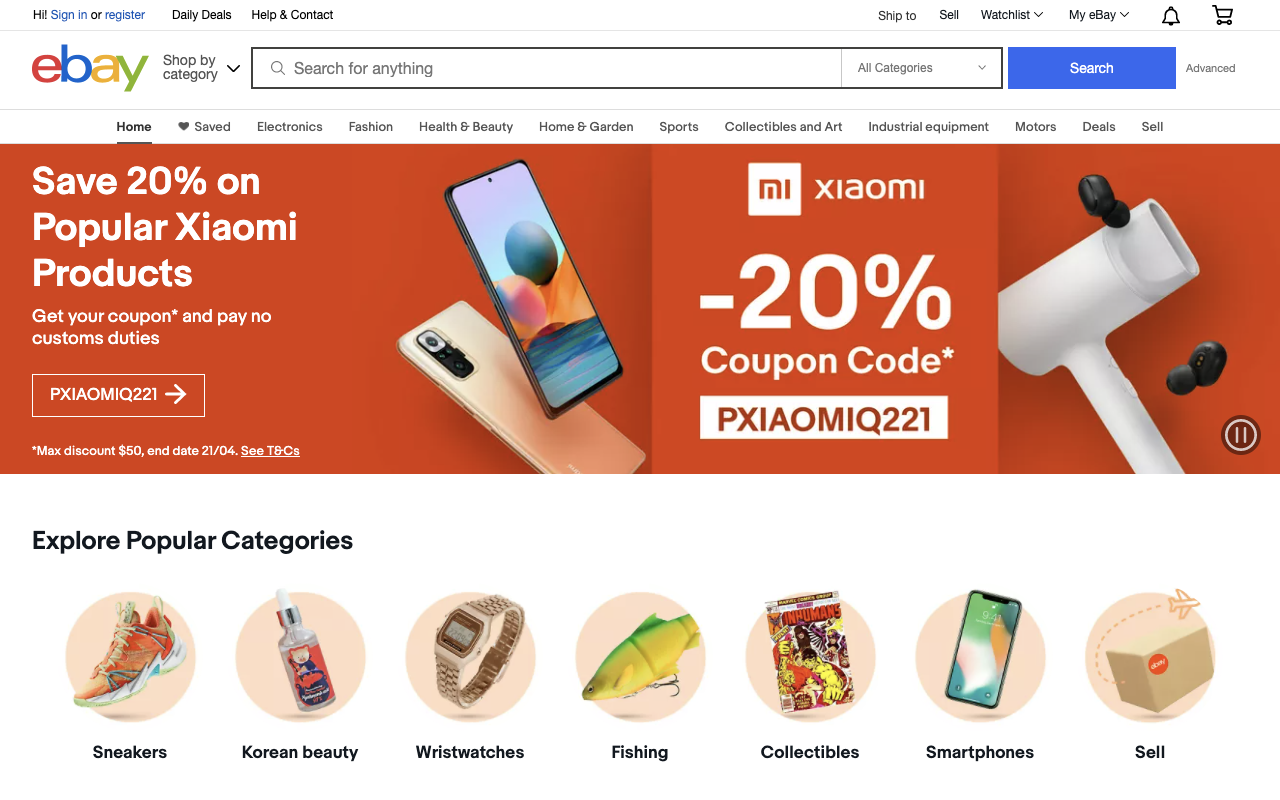 Hi! Sign in or register
Daily Deals
Help & Contact
Ship to
Sell
Watchlist
My eBay
ebay
Shop by
category
Search for anything
All Categories
Search
Advanced
Home
Saved
Electronics
Fashion
Health & Beauty
Home & Garden
Sports
Collectibles and Art
Industrial equipment
Motors
Deals
Sell
Save 20% on
Popular Xiaomi
Products
Get your coupon* and pay no
customs duties
PXIAOMIQ221
*Max discount $50, end date 21/04. See T&Cs
mi xiaomi
-20%
Coupon Code*
PXIAOMIQ221
Explore Popular Categories
INHUMANS
9:41
ebay
Sneakers
Korean beauty
Wristwatches
Fishing
Collectibles
Smartphones
Sell